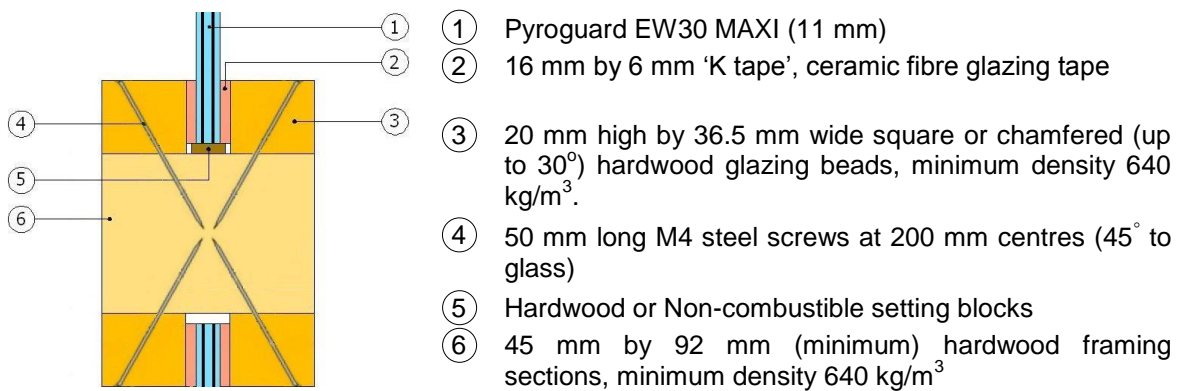 1
2
3
4
5
6
1 Pyroguard EW30 MAXI (11 mm)
2 16 mm by 6 mm ‘K tape’, ceramic fibre glazing tape
3 20 mm high by 36.5 mm wide square or chamfered (up
to 30°) hardwood glazing beads, minimum density 640
kg/m³.
4 50 mm long M4 steel screws at 200 mm centres (45° to
glass)
5 Hardwood or Non-combustible setting blocks
6 45 mm by 92 mm (minimum) hardwood framing
sections, minimum density 640 kg/m³